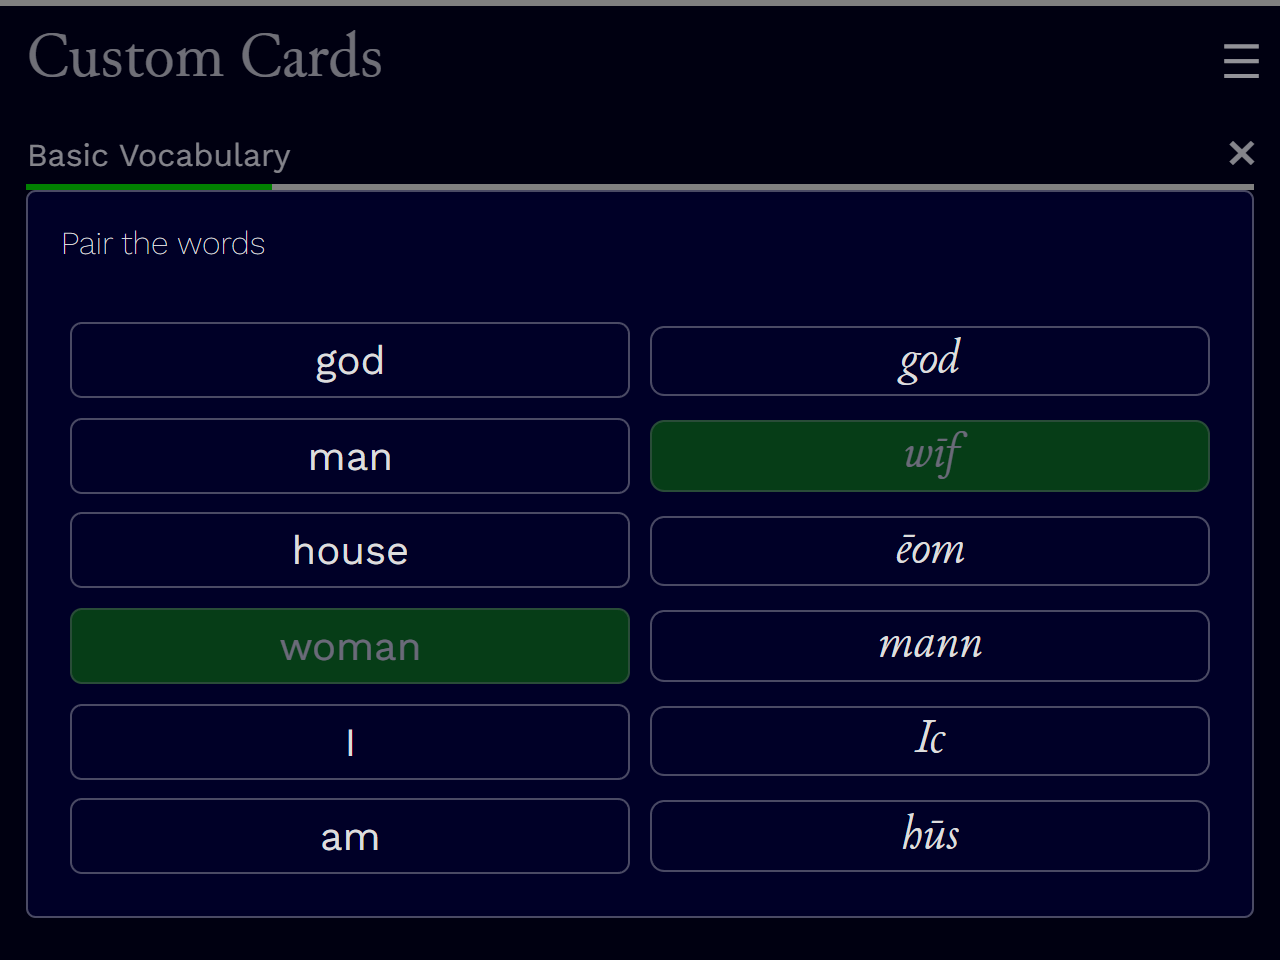 Custom Cards
Basic Vocabulary
Pair the words
god
god
man
wīf
house
ēom
woman
mann
I
Ic
am
hūs